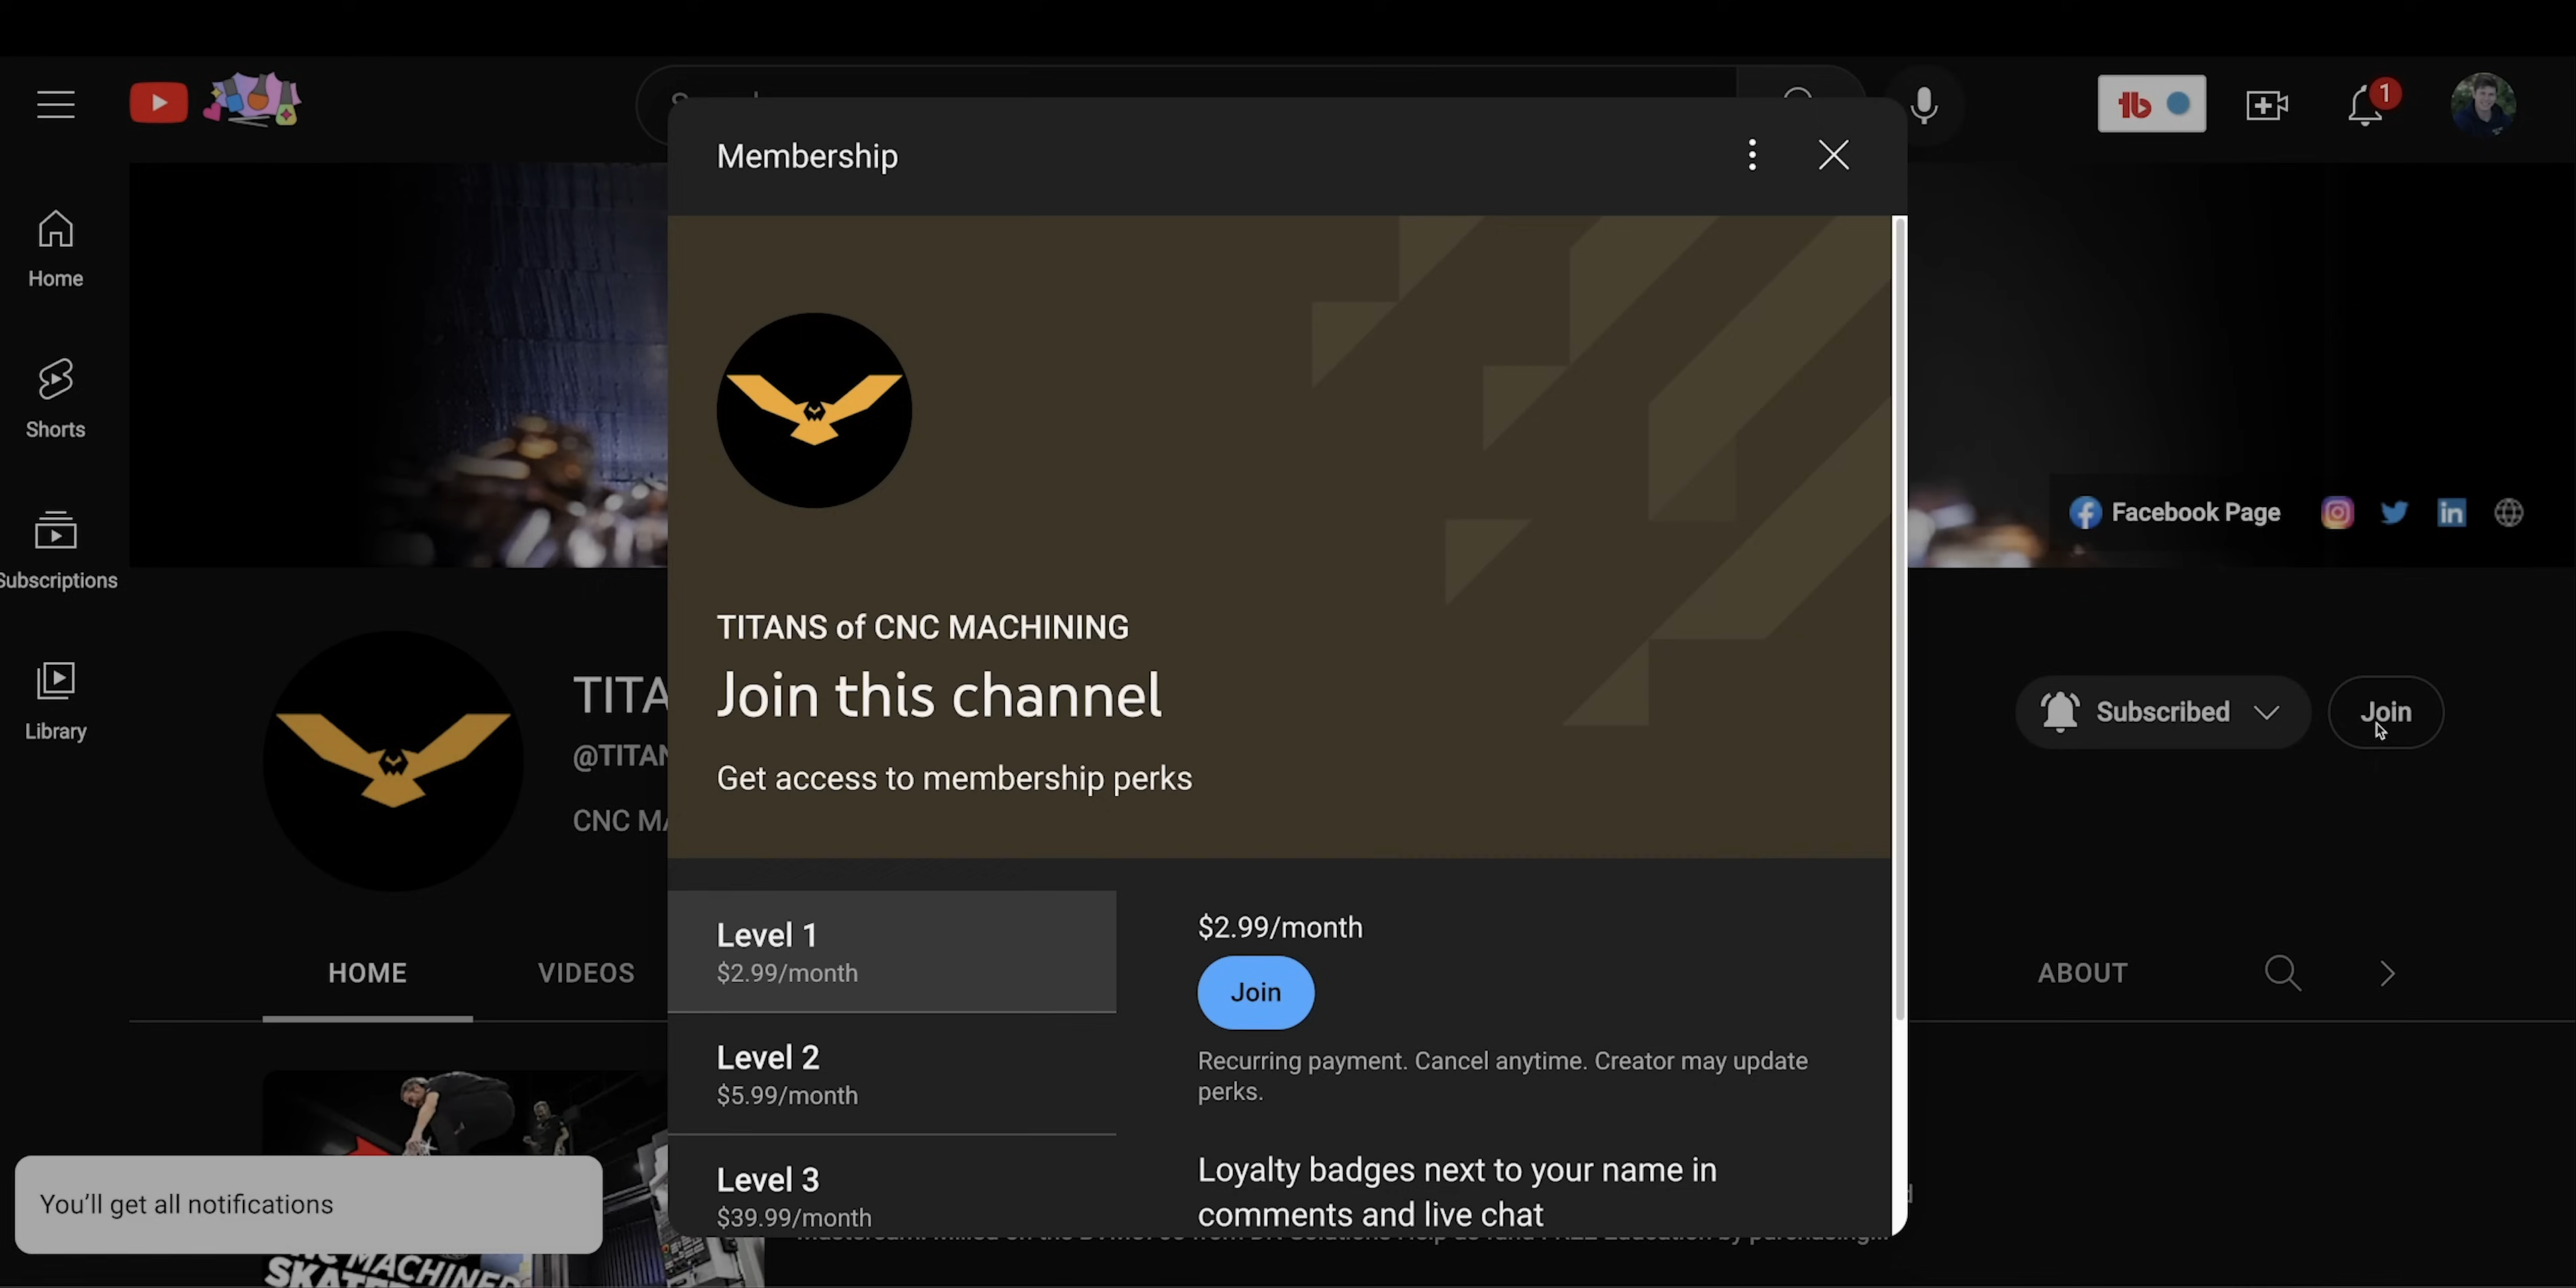 1
Membership
Home
Shorts
Subscriptions
Library
Facebook Page
in
TITANS of CNC MACHINING
Join this channel
Get access to membership perks
TITA
@TITAN
CNC MA
Subscribed
Join
HOME
VIDEOS
ABOUT
Level 1
$2.99/month
Level 2
$5.99/month
Level 3
$39.99/month
$2.99/month
Join
Recurring payment. Cancel anytime. Creator may update
perks.
Loyalty badges next to your name in
comments and live chat
You'll get all notifications
MACHINED